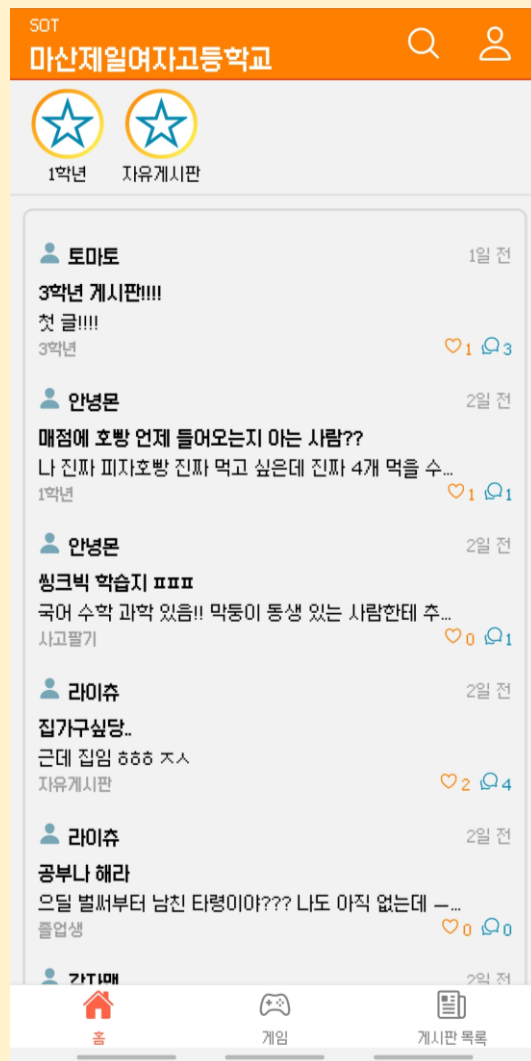 SOT
마산제일여자고등학교
1학년 자유게시판
토마토 1일 전
3학년 게시판!!!!
첫 글!!!!
3학년 1 3
안녕몬 2일 전
매점에 호빵 언제 들어오는지 아는 사람??
나 진짜 피자호빵 진짜 먹고 싶은데 진짜 4개 먹을 수...
1학년 1 1
안녕몬 2일 전
씽크빅 학습지 ㅍㅍㅍ
국어 수학 과학 있음!! 막둥이 동생 있는 사람한테 추...
사고팔기 0 1
라이츄 2일 전
집가구싶당..
근데 집임 ㅎㅎㅎ ㅈㅅ
자유게시판 2 4
라이츄 2일 전
공부나 해라
으딜 벌써부터 남친 타령이야??? 나도 아직 없는데 ㅡ...
졸업생 0 0
2일 전
홈 게임 게시판 목록